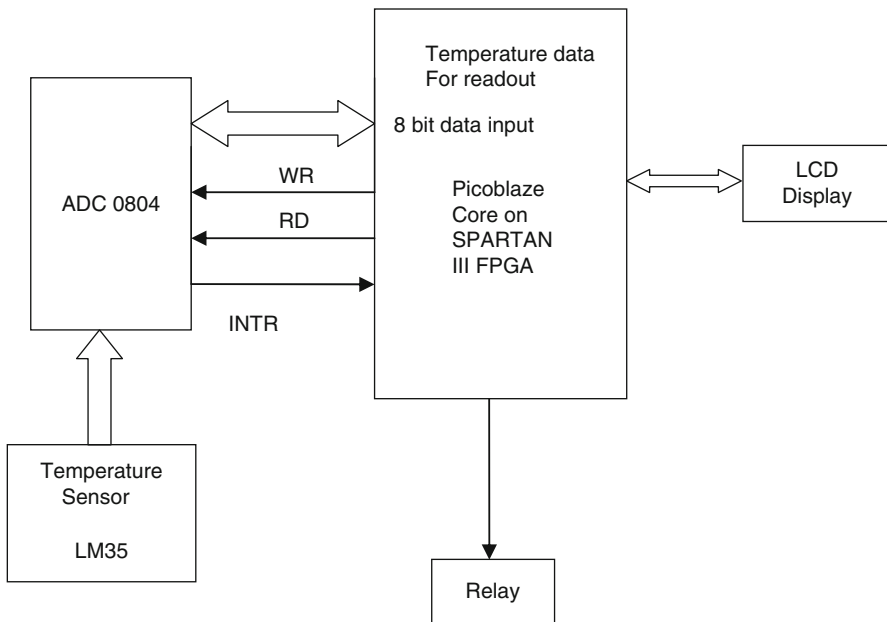 Temperature data
For readout
8 bit data input
WR
ADC 0804
RD
INTR
Picoblaze
Core on
SPARTAN
III FPGA
LCD
Display
Temperature
Sensor
LM35
Relay